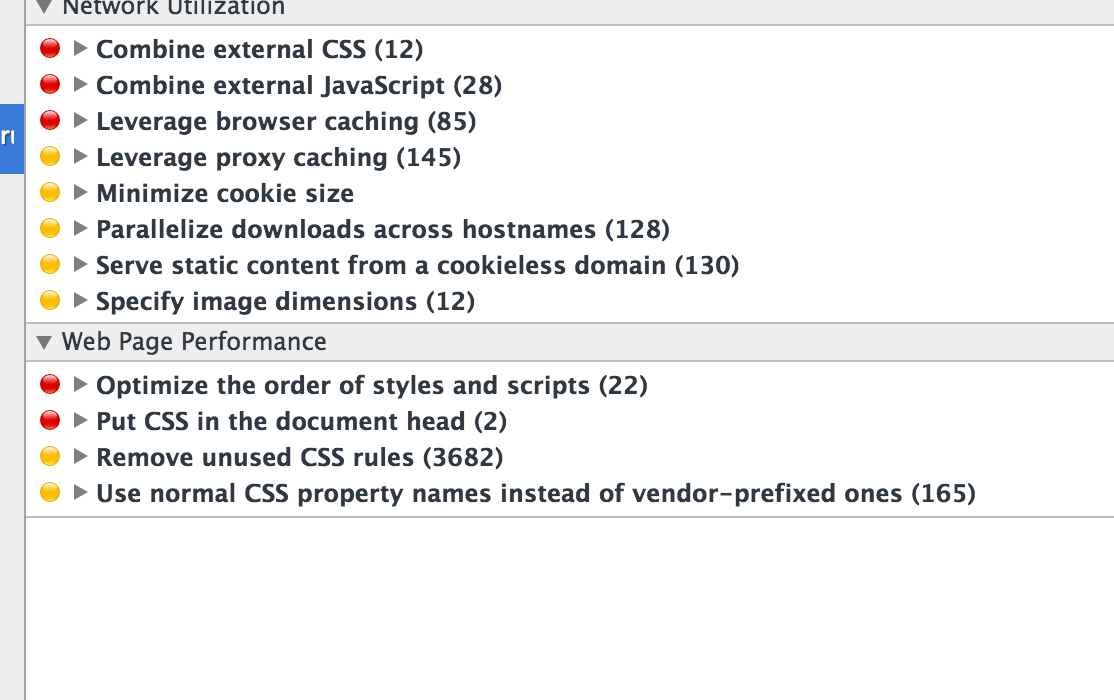 Network Utilization
Combine external CSS (12)
Combine external JavaScript (28)
Leverage browser caching (85)
Leverage proxy caching (145)
Minimize cookie size
Parallelize downloads across hostnames (128)
Serve static content from a cookieless domain (130)
Specify image dimensions (12)
Web Page Performance
Optimize the order of styles and scripts (22)
Put CSS in the document head (2)
Remove unused CSS rules (3682)
Use normal CSS property names instead of vendor-prefixed ones (165)